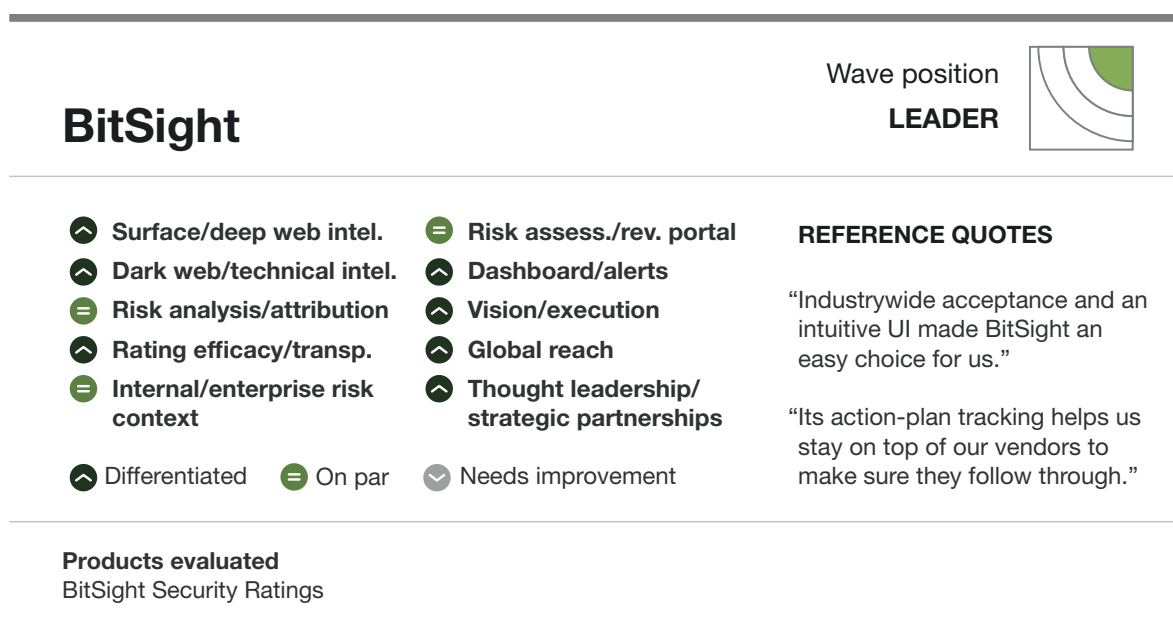 Wave position
LEADER
BitSight
Surface/deep web intel.
Dark web/technical intel.
Risk analysis/attribution
Rating efficacy/transp.
Internal/enterprise risk
context
Risk assess./rev. portal
Dashboard/alerts
Vision/execution
Global reach
Thought leadership/
strategic partnerships
Differentiated
On par
Needs improvement
REFERENCE QUOTES
“Industrywide acceptance and an
intuitive UI made BitSight an
easy choice for us.”
“Its action-plan tracking helps us
stay on top of our vendors to
make sure they follow through.”
Products evaluated
BitSight Security Ratings